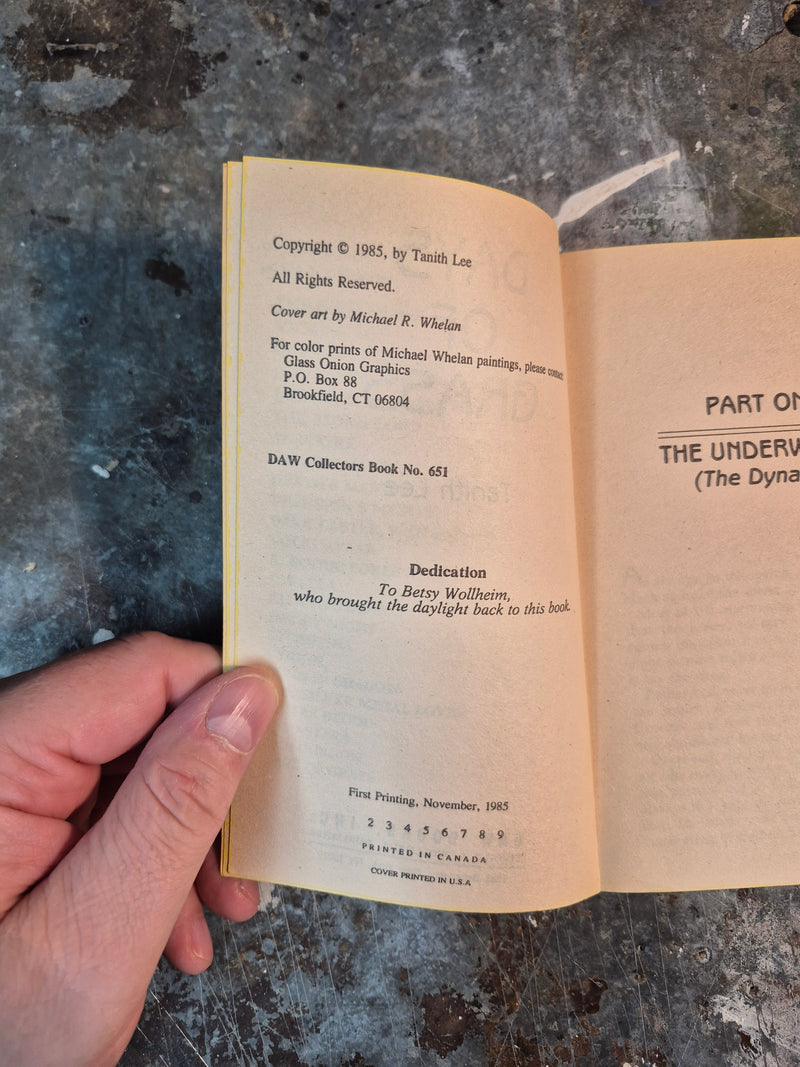 Copyright © 1985, by Tanith Lee
All Rights Reserved.
Cover art by Michael R. Whelan
For color prints of Michael Whelan paintings, please contact
Glass Onion Graphics
P.O. Box 88
Brookfield, CT 06804
DAW Collectors Book No. 651
Dedication
To Betsy Wollheim,
who brought the daylight back to this book.
First Printing, November, 1985
2 3 4 5 6 7 8 9
PRINTED IN CANADA
COVER PRINTED IN U.S.A
PART ON
THE UNDERW
(The Dyna